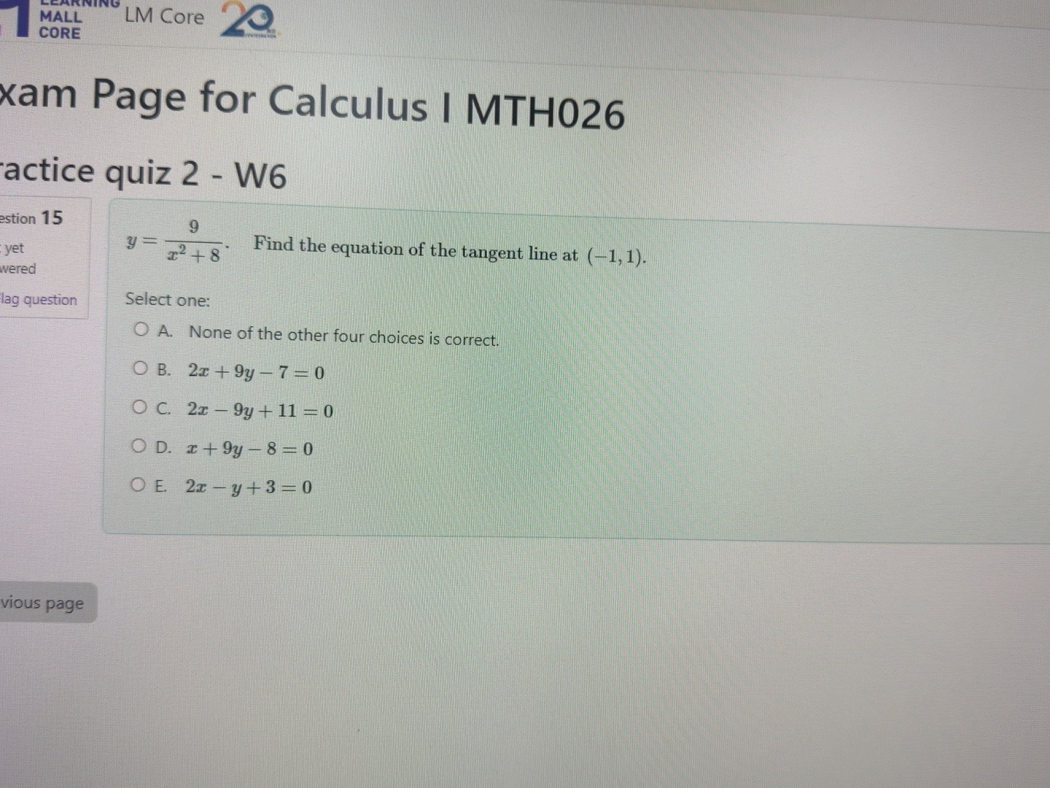 LEARNING
MALL
CORE
LM Core
xam Page for Calculus I MTH026
ractice quiz 2 - W6
estion 15
yet
wered
lag question
y = 9/(x² + 8). Find the equation of the tangent line at (−1, 1).
Select one:
A. None of the other four choices is correct.
B. 2x + 9y − 7 = 0
C. 2x − 9y + 11 = 0
D. x + 9y − 8 = 0
E. 2x − y + 3 = 0
vious page